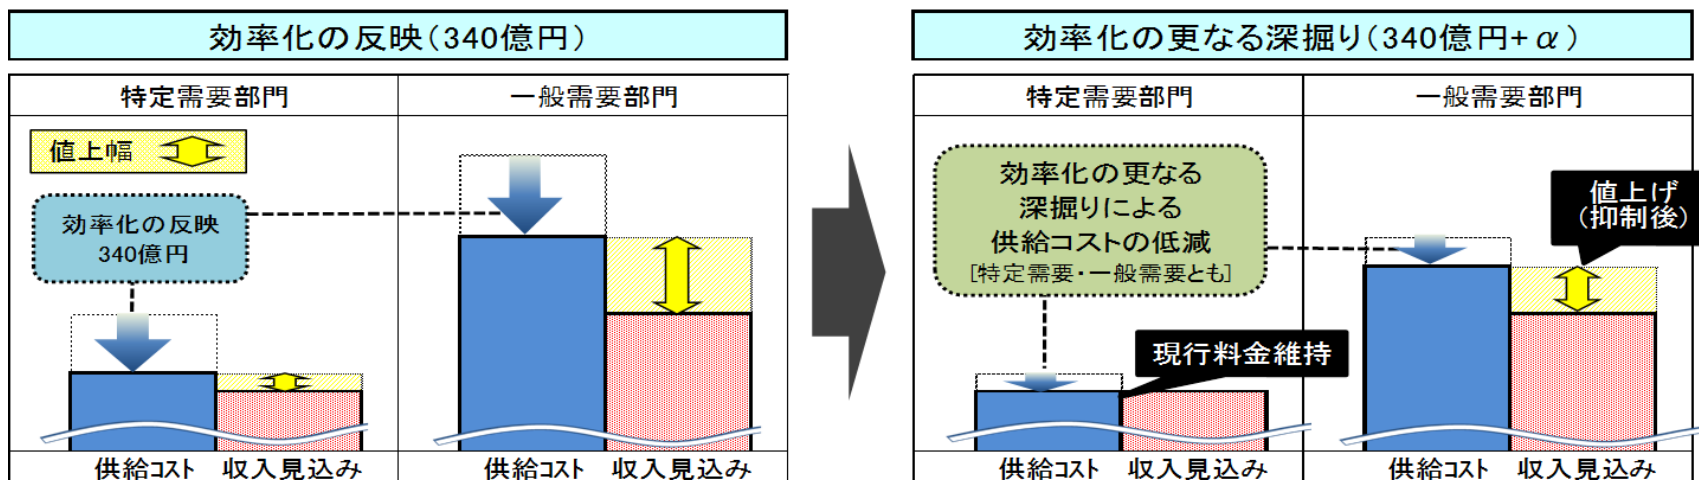 効率化の反映(340億円)
特定需要部門
一般需要部門
値上幅
効率化の反映
340億円
供給コスト
収入見込み
供給コスト
収入見込み
効率化の更なる深掘り(340億円+α)
特定需要部門
一般需要部門
効率化の更なる
深掘りによる
供給コストの低減
[特定需要・一般需要とも]
値上げ
(抑制後)
現行料金維持
供給コスト
収入見込み
供給コスト
収入見込み